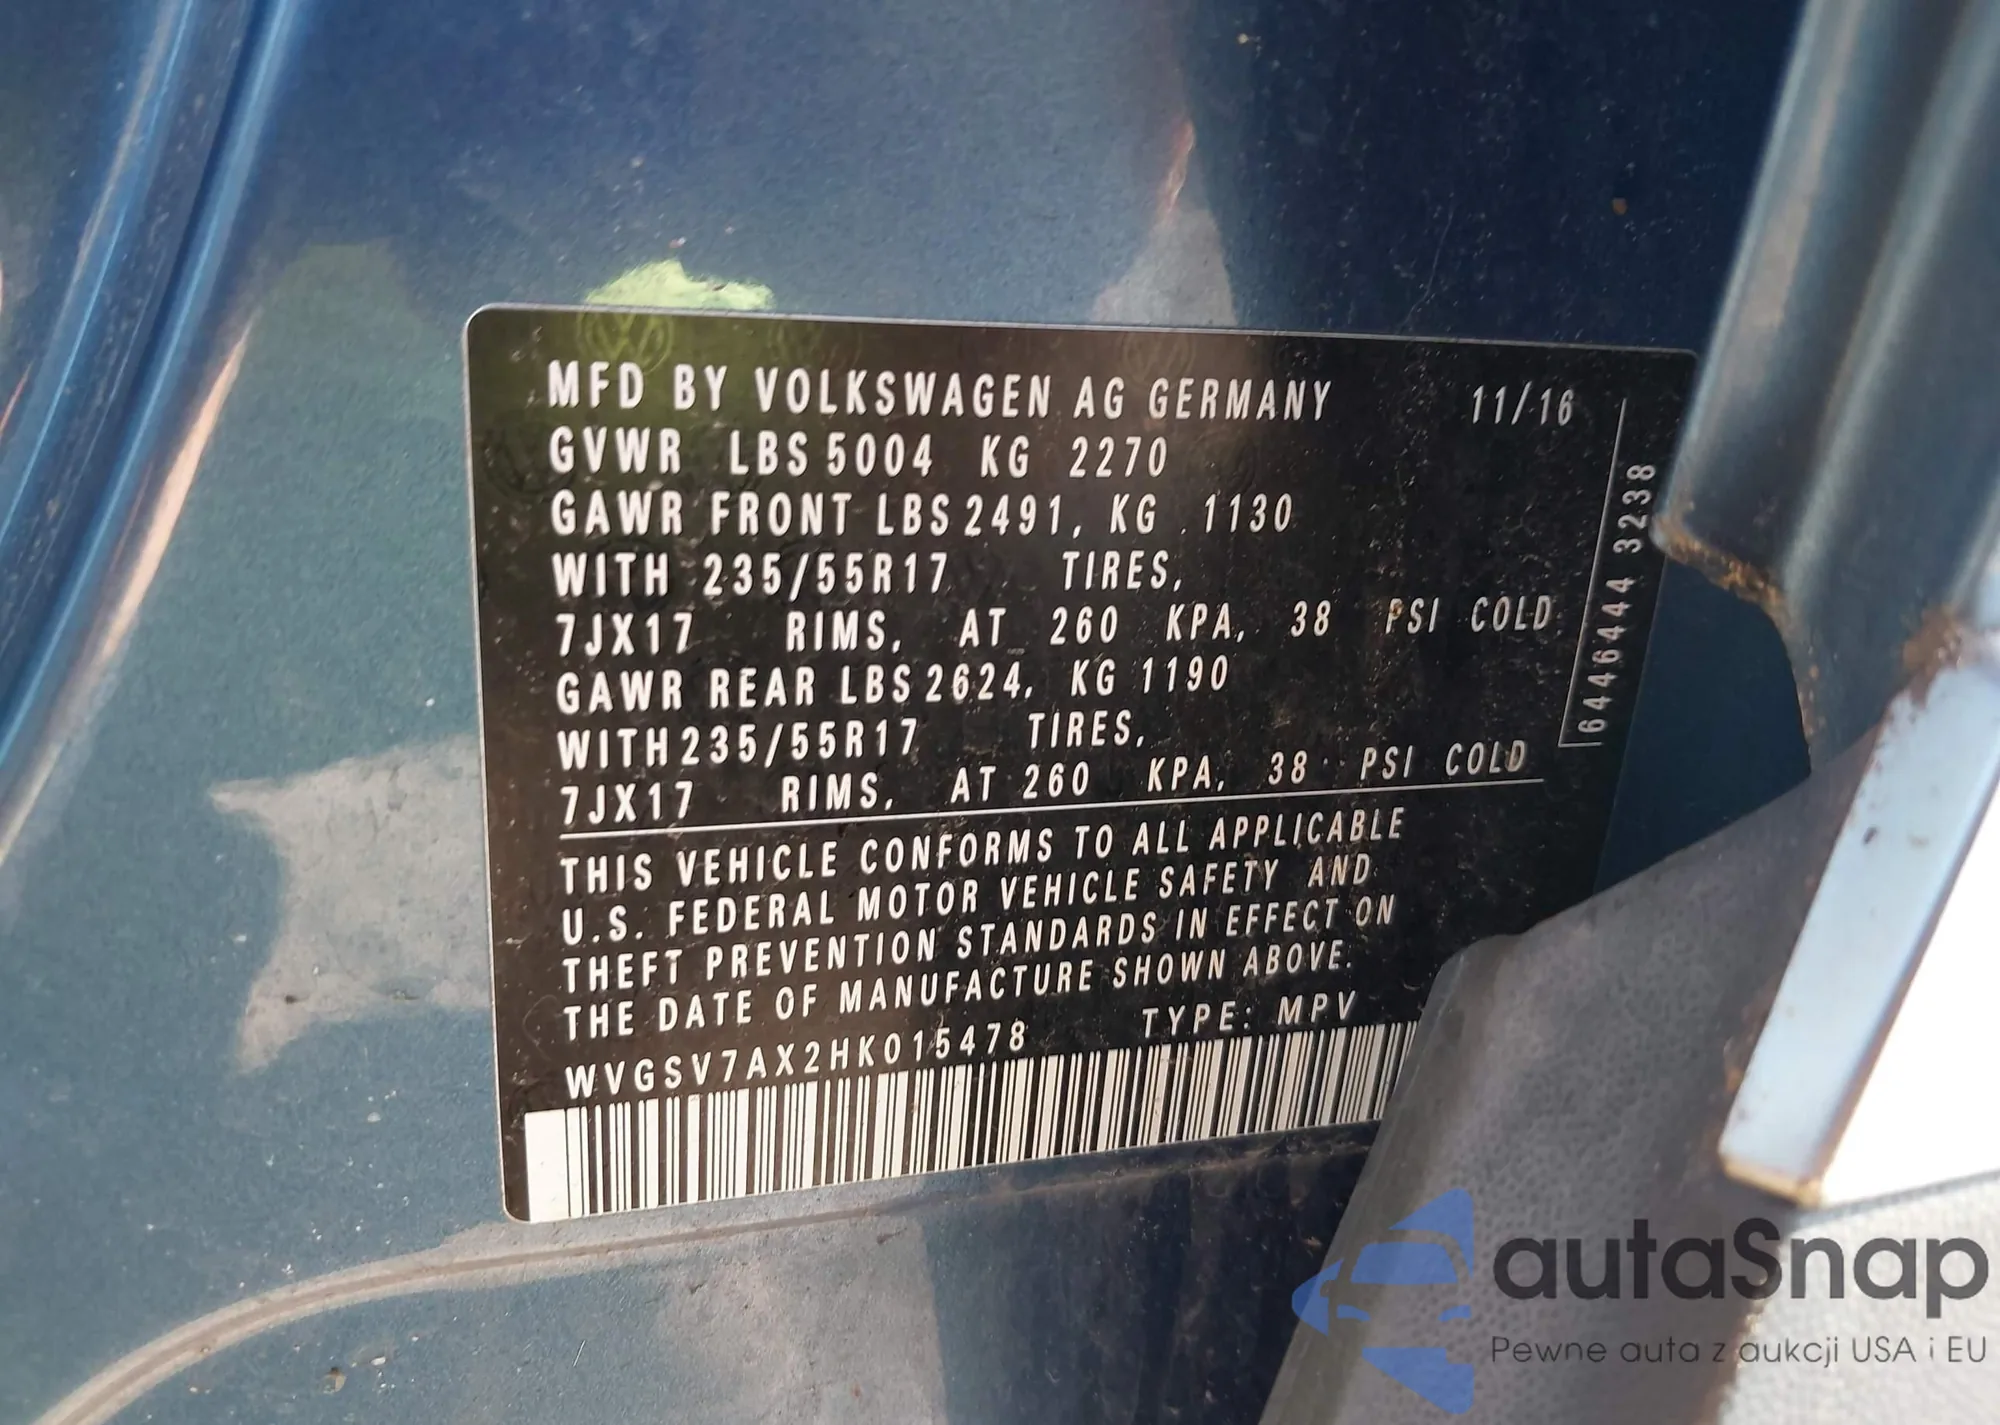 MFD BY VOLKSWAGEN AG GERMANY 11/16
GVWR LBS 5004 KG 2270
GAWR FRONT LBS 2491, KG 1130
WITH 235/55R17 TIRES,
7JX17 RIMS, AT 260 KPA, 38 PSI COLD
GAWR REAR LBS 2624, KG 1190
WITH 235/55R17 TIRES,
7JX17 RIMS, AT 260 KPA, 38 PSI COLD
THIS VEHICLE CONFORMS TO ALL APPLICABLE
U.S. FEDERAL MOTOR VEHICLE SAFETY AND
THEFT PREVENTION STANDARDS IN EFFECT ON
THE DATE OF MANUFACTURE SHOWN ABOVE.
WVGSV7AX2HK015478 TYPE: MPV
6446444 3238
autaSnap
Pewne auta z aukcji USA i EU